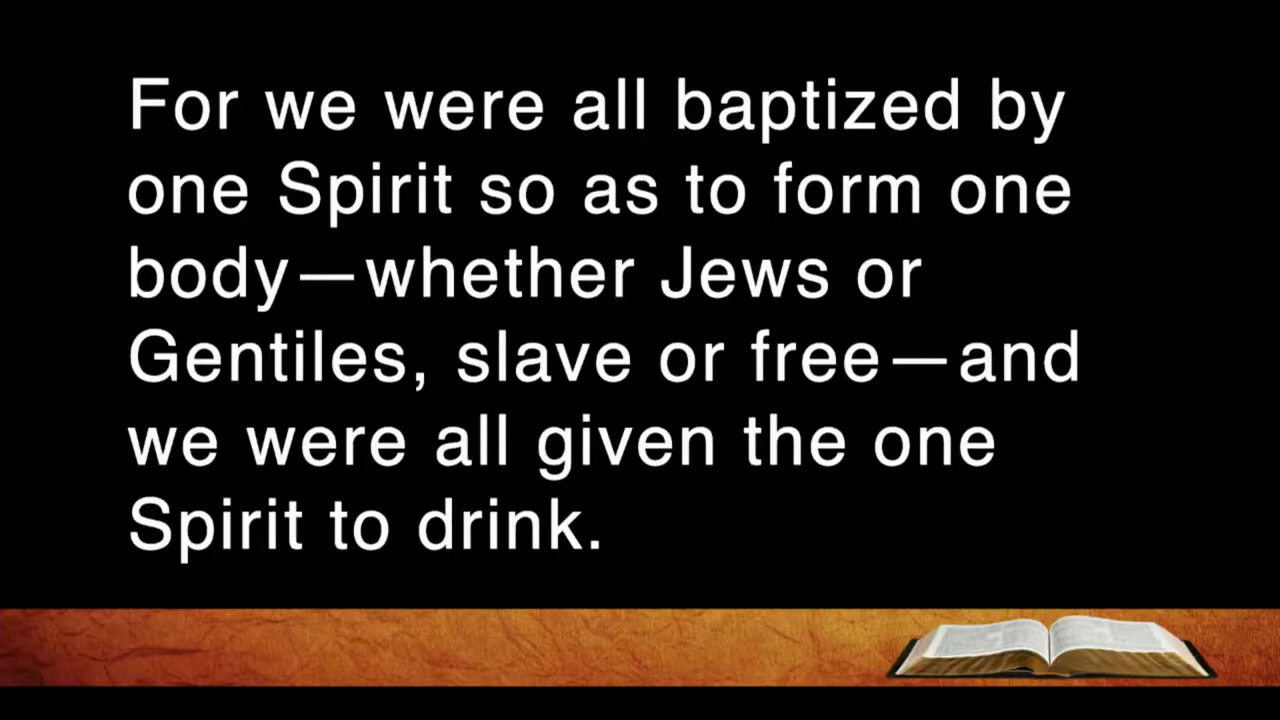 For we were all baptized by
one Spirit so as to form one
body—whether Jews or
Gentiles, slave or free—and
we were all given the one
Spirit to drink.